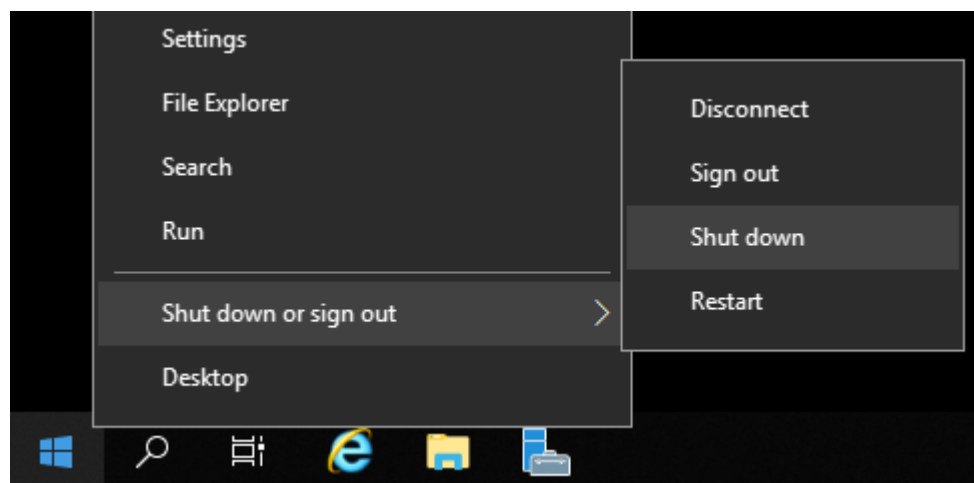 Settings
File Explorer
Search
Run
Shut down or sign out
Desktop
Disconnect
Sign out
Shut down
Restart